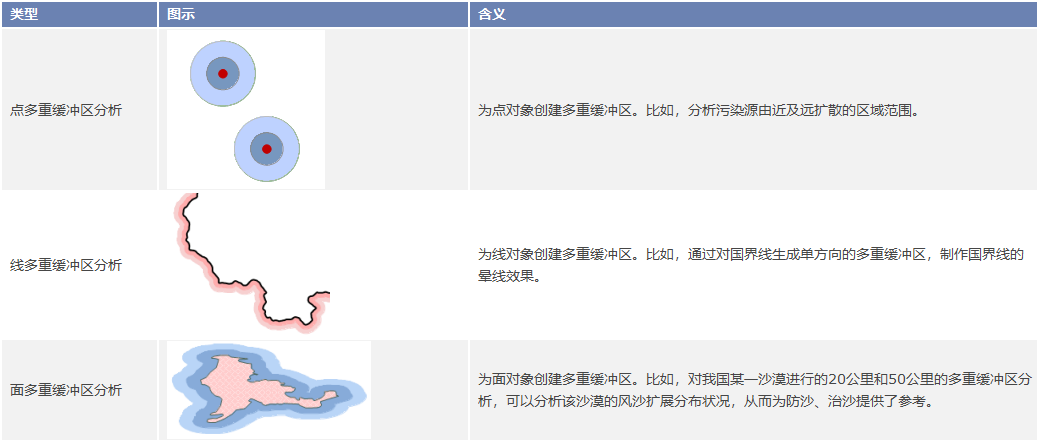 类型 图示 含义
点多重缓冲区分析 为点对象创建多重缓冲区。比如，分析污染源由近及远扩散的区域范围。
线多重缓冲区分析 为线对象创建多重缓冲区。比如，通过对国界线生成单方向的多重缓冲区，制作国界线的
晕线效果。
面多重缓冲区分析 为面对象创建多重缓冲区。比如，对我国某一沙漠进行的20公里和50公里的多重缓冲区分
析，可以分析该沙漠的风沙扩展分布状况，从而为防沙、治沙提供了参考。